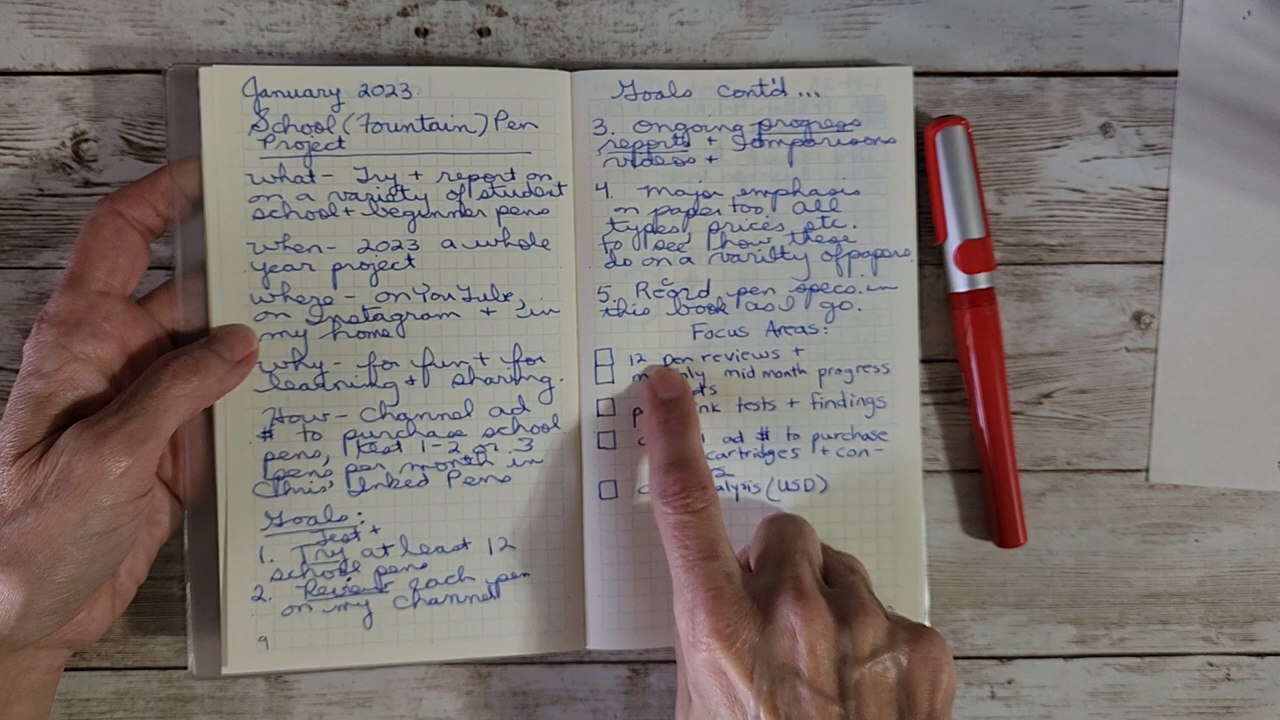 January 2023
School (Fountain) Pen
Project
what - Try + report on
on a variety of student
school + beginner pens
when - 2023 a whole
year project
where - on YouTube,
on Instagram + in
my home
why - for fun + for
learning + sharing.
How - Channel ad
# to purchase school
pens, test 1-2 or 3
pens per month in
Chris' Inked Pens
Goals:
Test +
1. Try at least 12
school pens
2. Review each pen
on my channel
9
Goals cont'd ...
3. Ongoing progress
reports + comparisons
videos +
4. major emphasis
on paper too. all
types, prices, etc.
to see how these
do on a variety of papers.
5. Record pen specs. in
this book as I go.
Focus Areas:
12 pen reviews +
mid month progress
tests + findings
ad # to purchase
cartridges + con-
(USD)